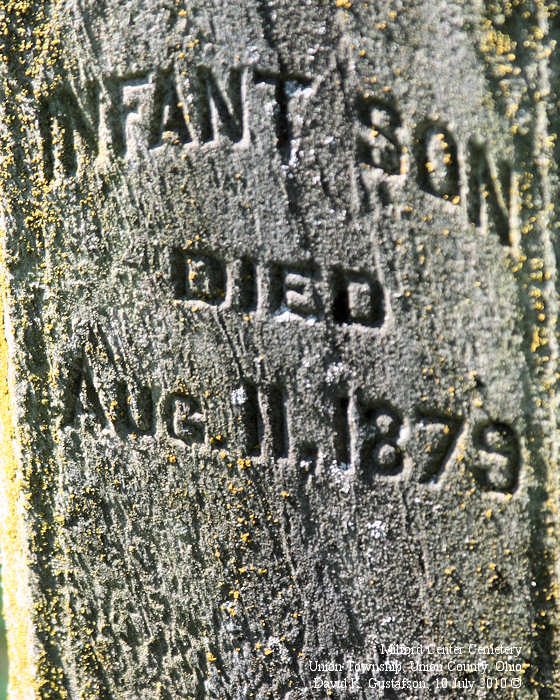 INFANT SON
DIED
AUG 11, 1879
Milford Center Cemetery
Union Township, Union County, Ohio
David K. Gustafson, 10 July 2010 ©